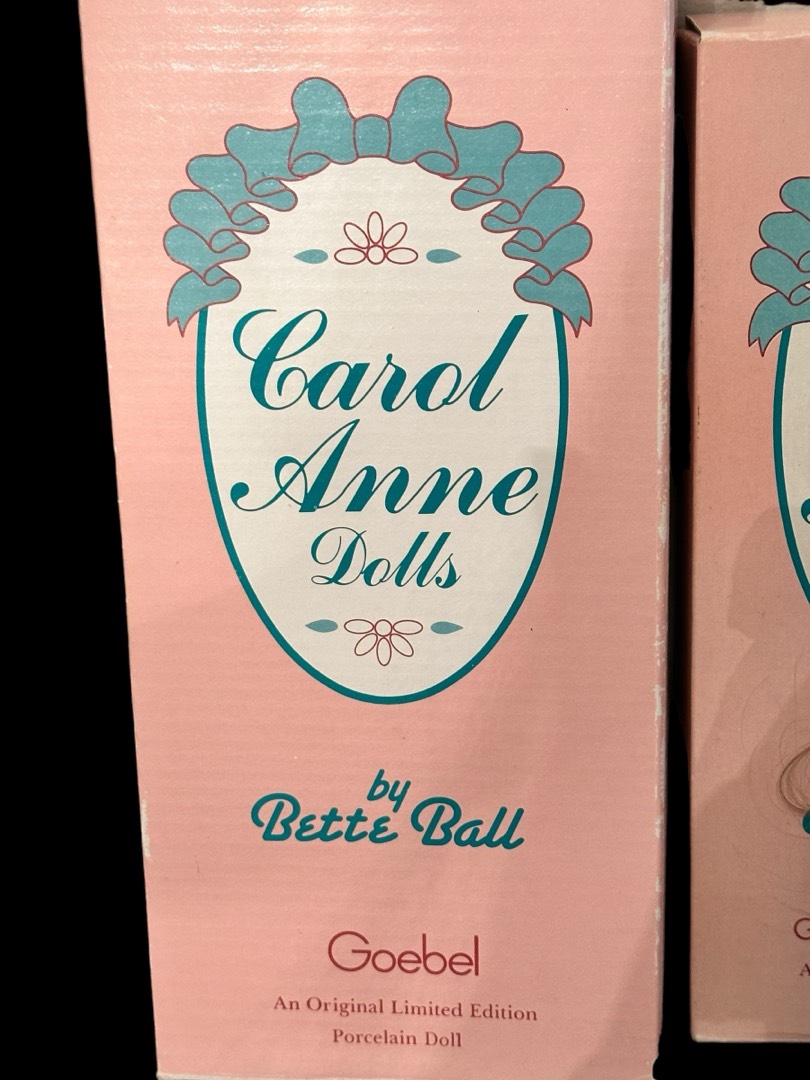 Carol
Anne
Dolls
by
Bette Ball
Goebel
An Original Limited Edition
Porcelain Doll